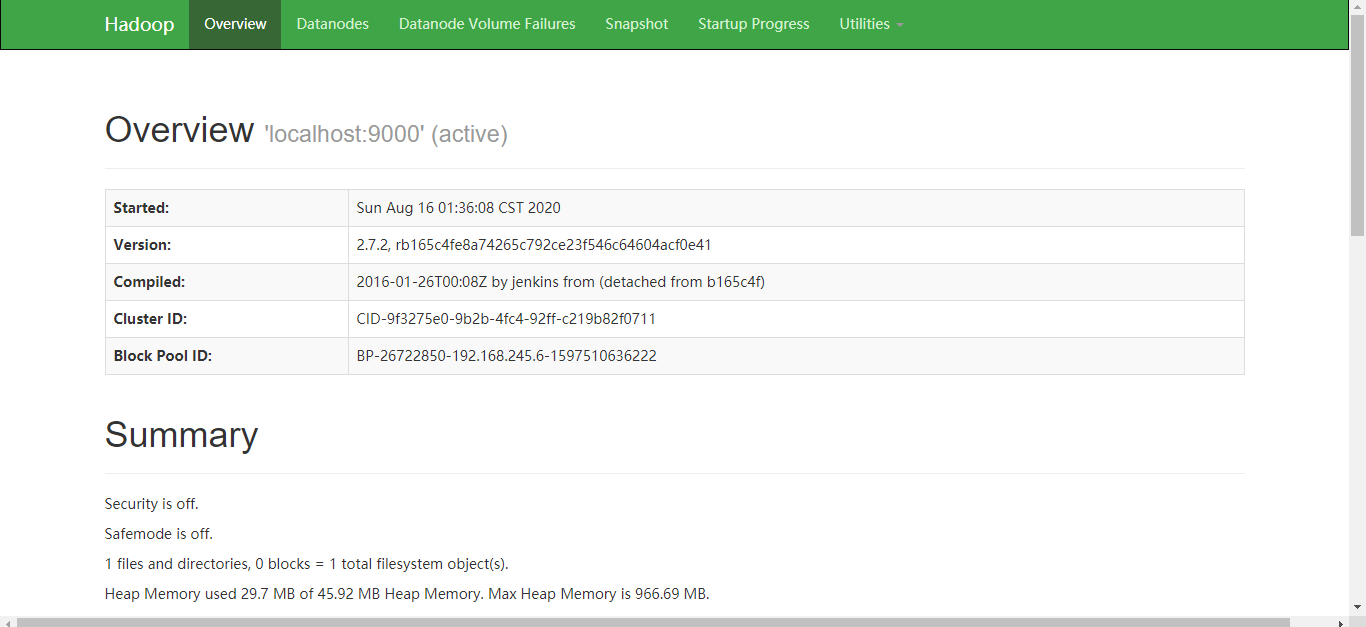 Hadoop Overview Datanodes Datanode Volume Failures Snapshot Startup Progress Utilities
Overview 'localhost:9000' (active)
Started: Sun Aug 16 01:36:08 CST 2020
Version: 2.7.2, rb165c4fe8a74265c792ce23f546c64604acf0e41
Compiled: 2016-01-26T00:08Z by jenkins from (detached from b165c4f)
Cluster ID: CID-9f3275e0-9b2b-4fc4-92ff-c219b82f0711
Block Pool ID: BP-26722850-192.168.245.6-1597510636222
Summary
Security is off.
Safemode is off.
1 files and directories, 0 blocks = 1 total filesystem object(s).
Heap Memory used 29.7 MB of 45.92 MB Heap Memory. Max Heap Memory is 966.69 MB.